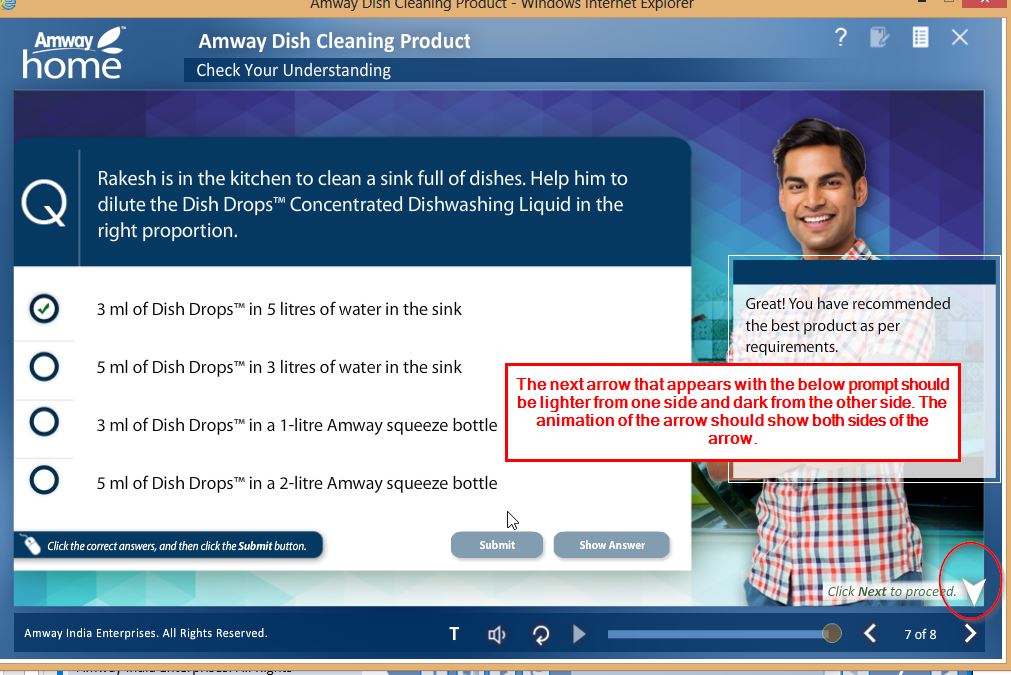 Amway Dish Cleaning Product - Windows Internet Explorer
Amway™
home
Amway Dish Cleaning Product
?
Check Your Understanding
Q
Rakesh is in the kitchen to clean a sink full of dishes. Help him to
dilute the Dish Drops™ Concentrated Dishwashing Liquid in the
right proportion.
3 ml of Dish Drops™ in 5 litres of water in the sink
5 ml of Dish Drops™ in 3 litres of water in the sink
3 ml of Dish Drops™ in a 1-litre Amway squeeze bottle
5 ml of Dish Drops™ in a 2-litre Amway squeeze bottle
Great! You have recommended
the best product as per
requirements.
The next arrow that appears with the below prompt should
be lighter from one side and dark from the other side. The
animation of the arrow should show both sides of the
arrow.
Click the correct answers, and then click the Submit button.
Submit
Show Answer
Click Next to proceed.
Amway India Enterprises. All Rights Reserved.
T
7 of 8
Amway India Enterprises. All Rights